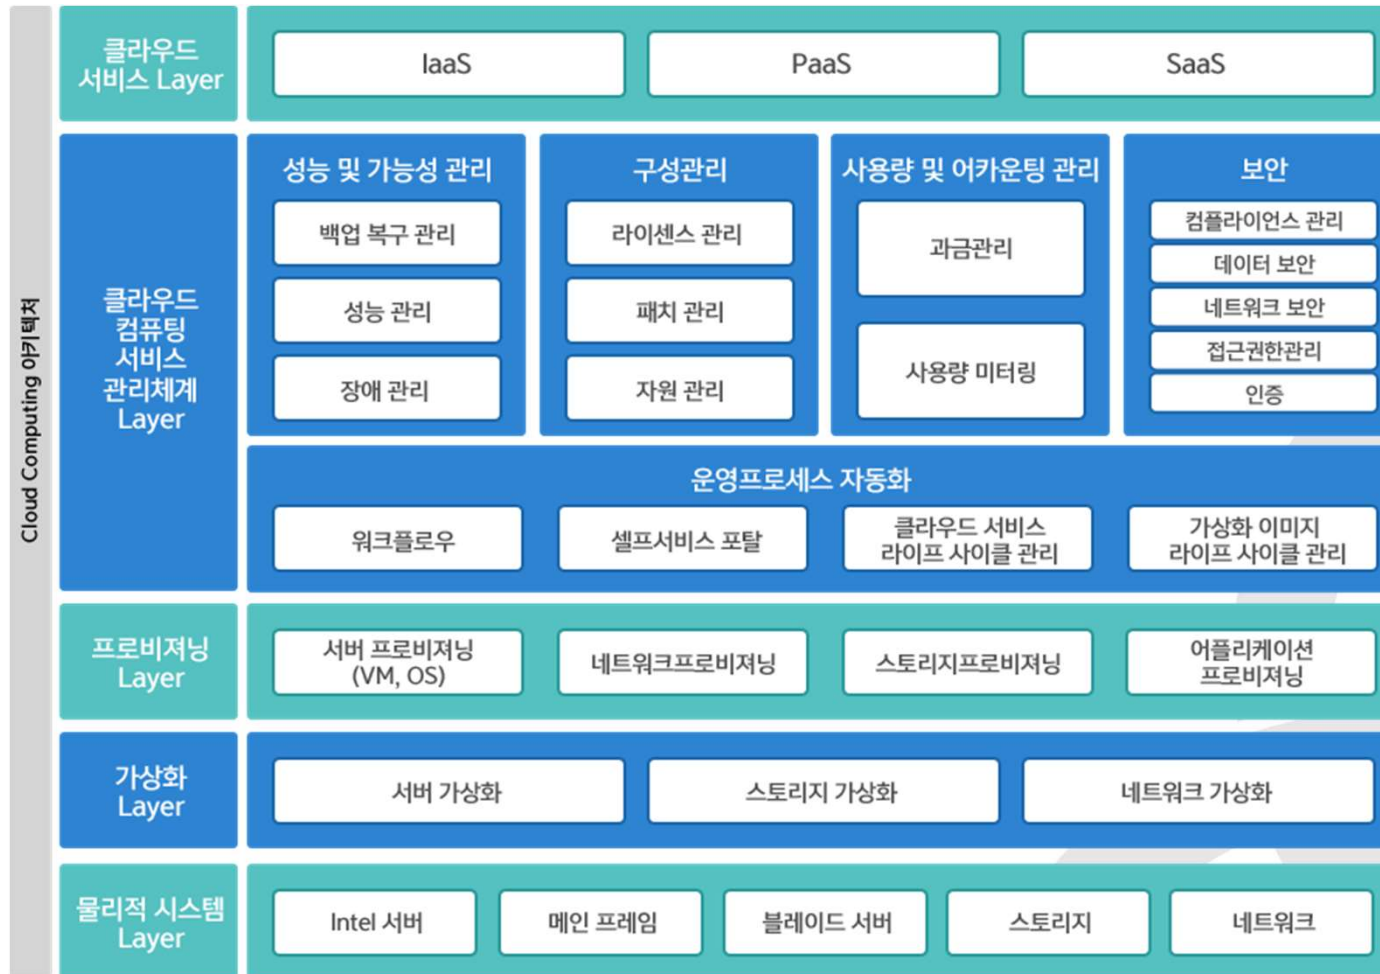 Cloud Computing 아키텍처
클라우드
서비스 Layer
IaaS
PaaS
SaaS
클라우드
컴퓨팅
서비스
관리체계
Layer
성능 및 가능성 관리
백업 복구 관리
성능 관리
장애 관리
구성관리
라이센스 관리
패치 관리
자원 관리
사용량 및 어카운팅 관리
과금관리
사용량 미터링
보안
컴플라이언스 관리
데이터 보안
네트워크 보안
접근권한관리
인증
운영프로세스 자동화
워크플로우
셀프서비스 포탈
클라우드 서비스
라이프 사이클 관리
가상화 이미지
라이프 사이클 관리
프로비져닝
Layer
서버 프로비져닝
(VM, OS)
네트워크프로비져닝
스토리지프로비져닝
어플리케이션
프로비져닝
가상화
Layer
서버 가상화
스토리지 가상화
네트워크 가상화
물리적 시스템
Layer
Intel 서버
메인 프레임
블레이드 서버
스토리지
네트워크